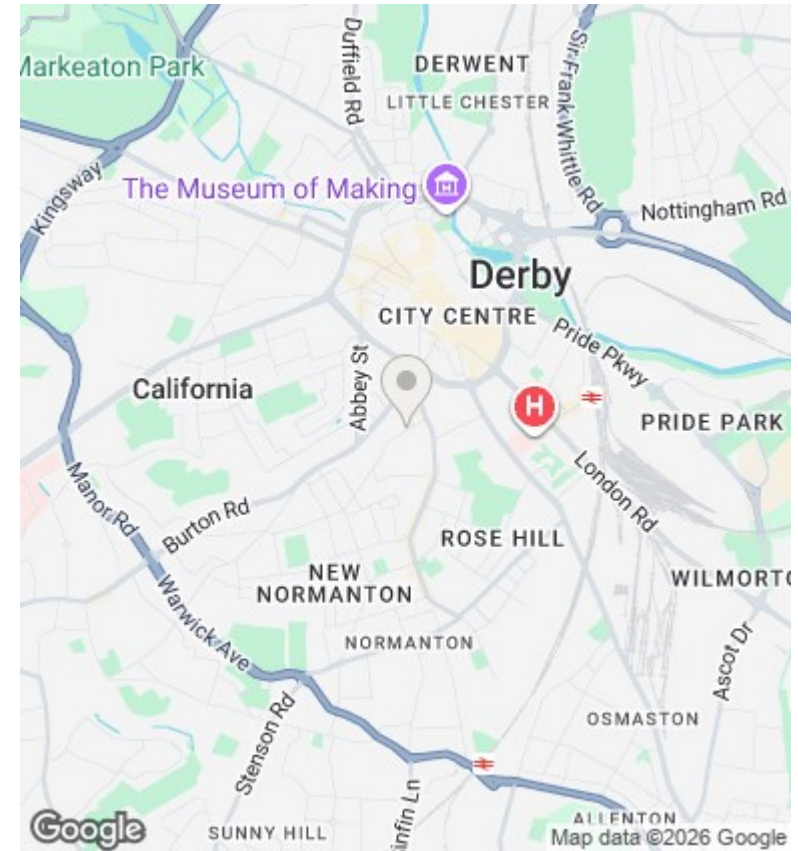 Markeaton Park
Duffield Rd
DERWENT
LITTLE CHESTER
Sir Frank Whittle Rd
Kingsway
The Museum of Making
Nottingham Rd
Derby
CITY CENTRE
Pride Pkwy
Abbey St
California
H
PRIDE PARK
Manor Rd
London Rd
Burton Rd
ROSE HILL
NEW
NORMANTON
WILMORTO
Warwick Ave
NORMANTON
Ascot Dr
Stenson Rd
OSMASTON
infin Ln
ALLENTON
SUNNY HILL
Google
Map data ©2026 Google